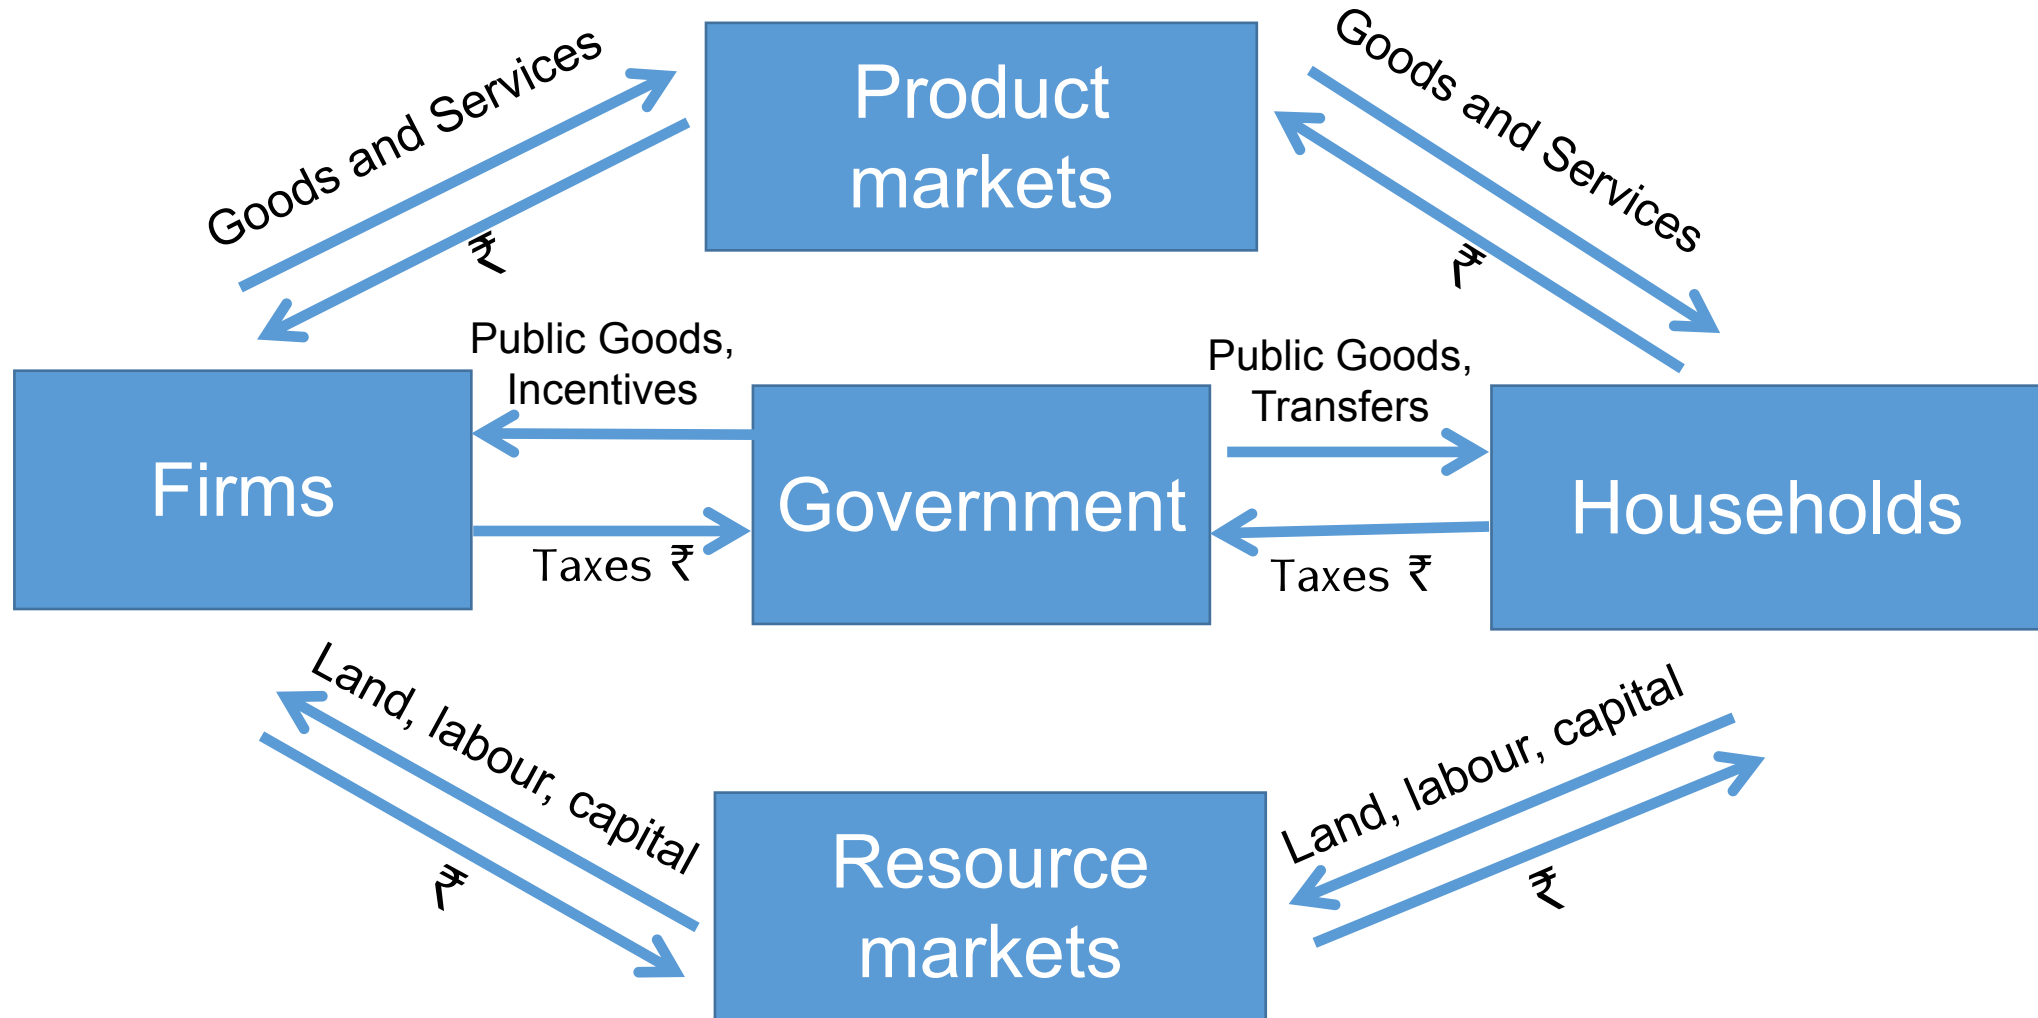 Goods and Services
Product
markets
Goods and Services
₹
₹
Public Goods,
Incentives
Public Goods,
Transfers
Firms
Government
Households
Taxes ₹
Taxes ₹
Land, labour, capital
Land, labour, capital
₹
Resource
markets
₹